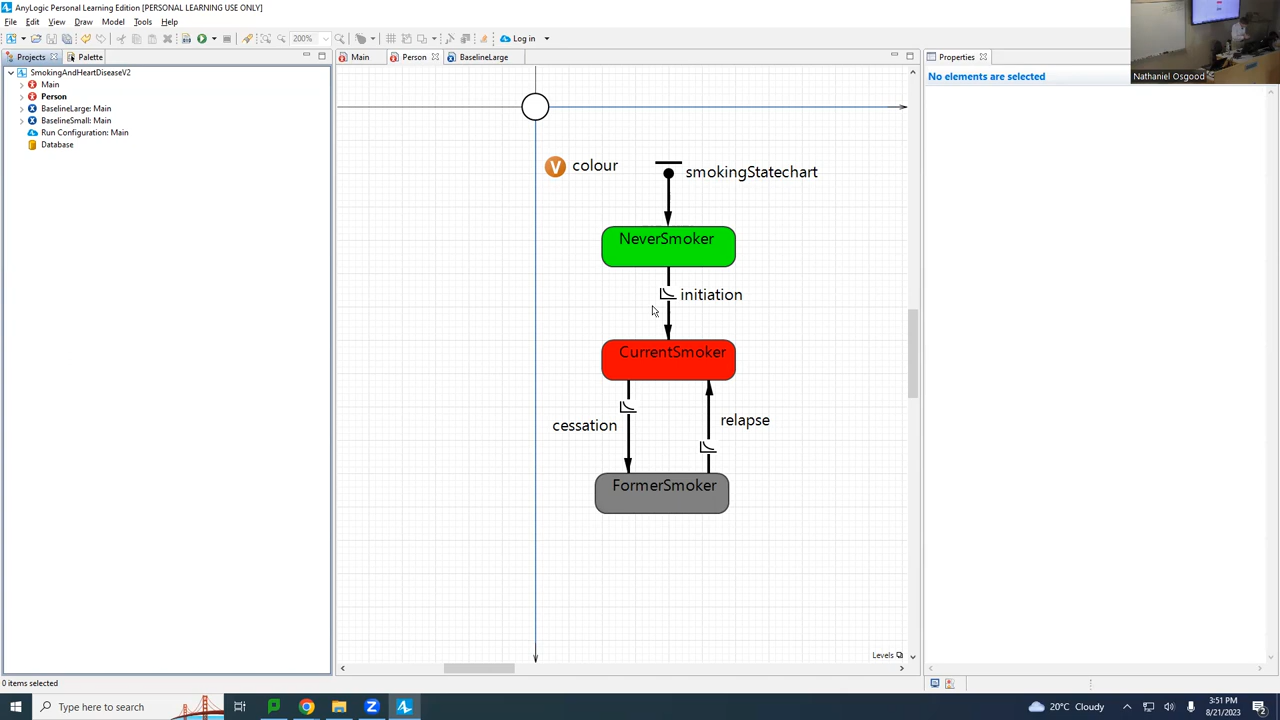 AnyLogic Personal Learning Edition [PERSONAL LEARNING USE ONLY]
File Edit View Draw Model Tools Help
200%
Log in
Projects
Palette
Main
Person
BaselineLarge
Properties
SmokingAndHeartDiseaseV2
Main
Person
BaselineLarge: Main
BaselineSmall: Main
Run Configuration: Main
Database
No elements are selected
Nathaniel Osgood
V colour
smokingStatechart
NeverSmoker
initiation
CurrentSmoker
cessation
relapse
FormerSmoker
Levels
0 items selected
Type here to search
20°C Cloudy
3:51 PM
8/21/2023
2